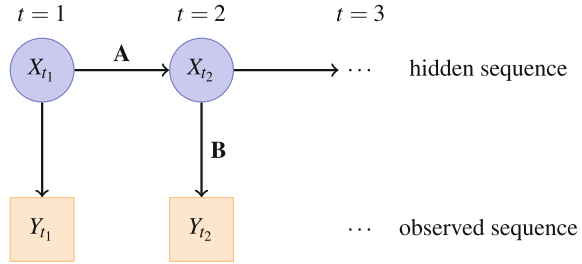 t = 1 t = 2 t = 3
A
X_{t_1} X_{t_2} ··· hidden sequence
B
Y_{t_1} Y_{t_2} ··· observed sequence